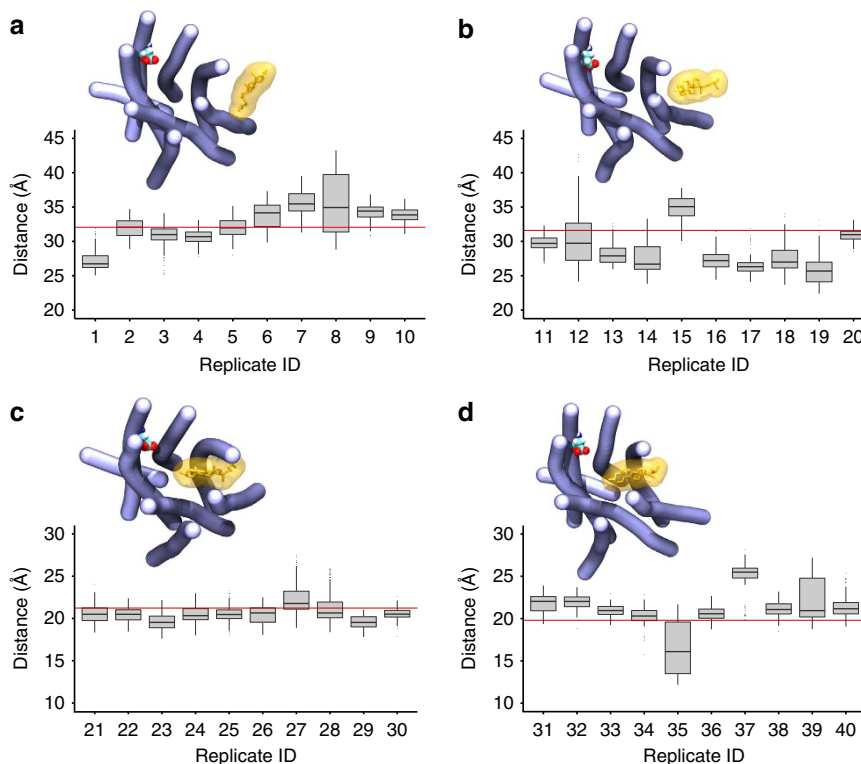 a
45
40
35
30
25
20
Distance (Å)
1 2 3 4 5 6 7 8 9 10
Replicate ID
b
45
40
35
30
25
20
Distance (Å)
11 12 13 14 15 16 17 18 19 20
Replicate ID
c
30
25
20
15
10
Distance (Å)
21 22 23 24 25 26 27 28 29 30
Replicate ID
d
30
25
20
15
10
Distance (Å)
31 32 33 34 35 36 37 38 39 40
Replicate ID